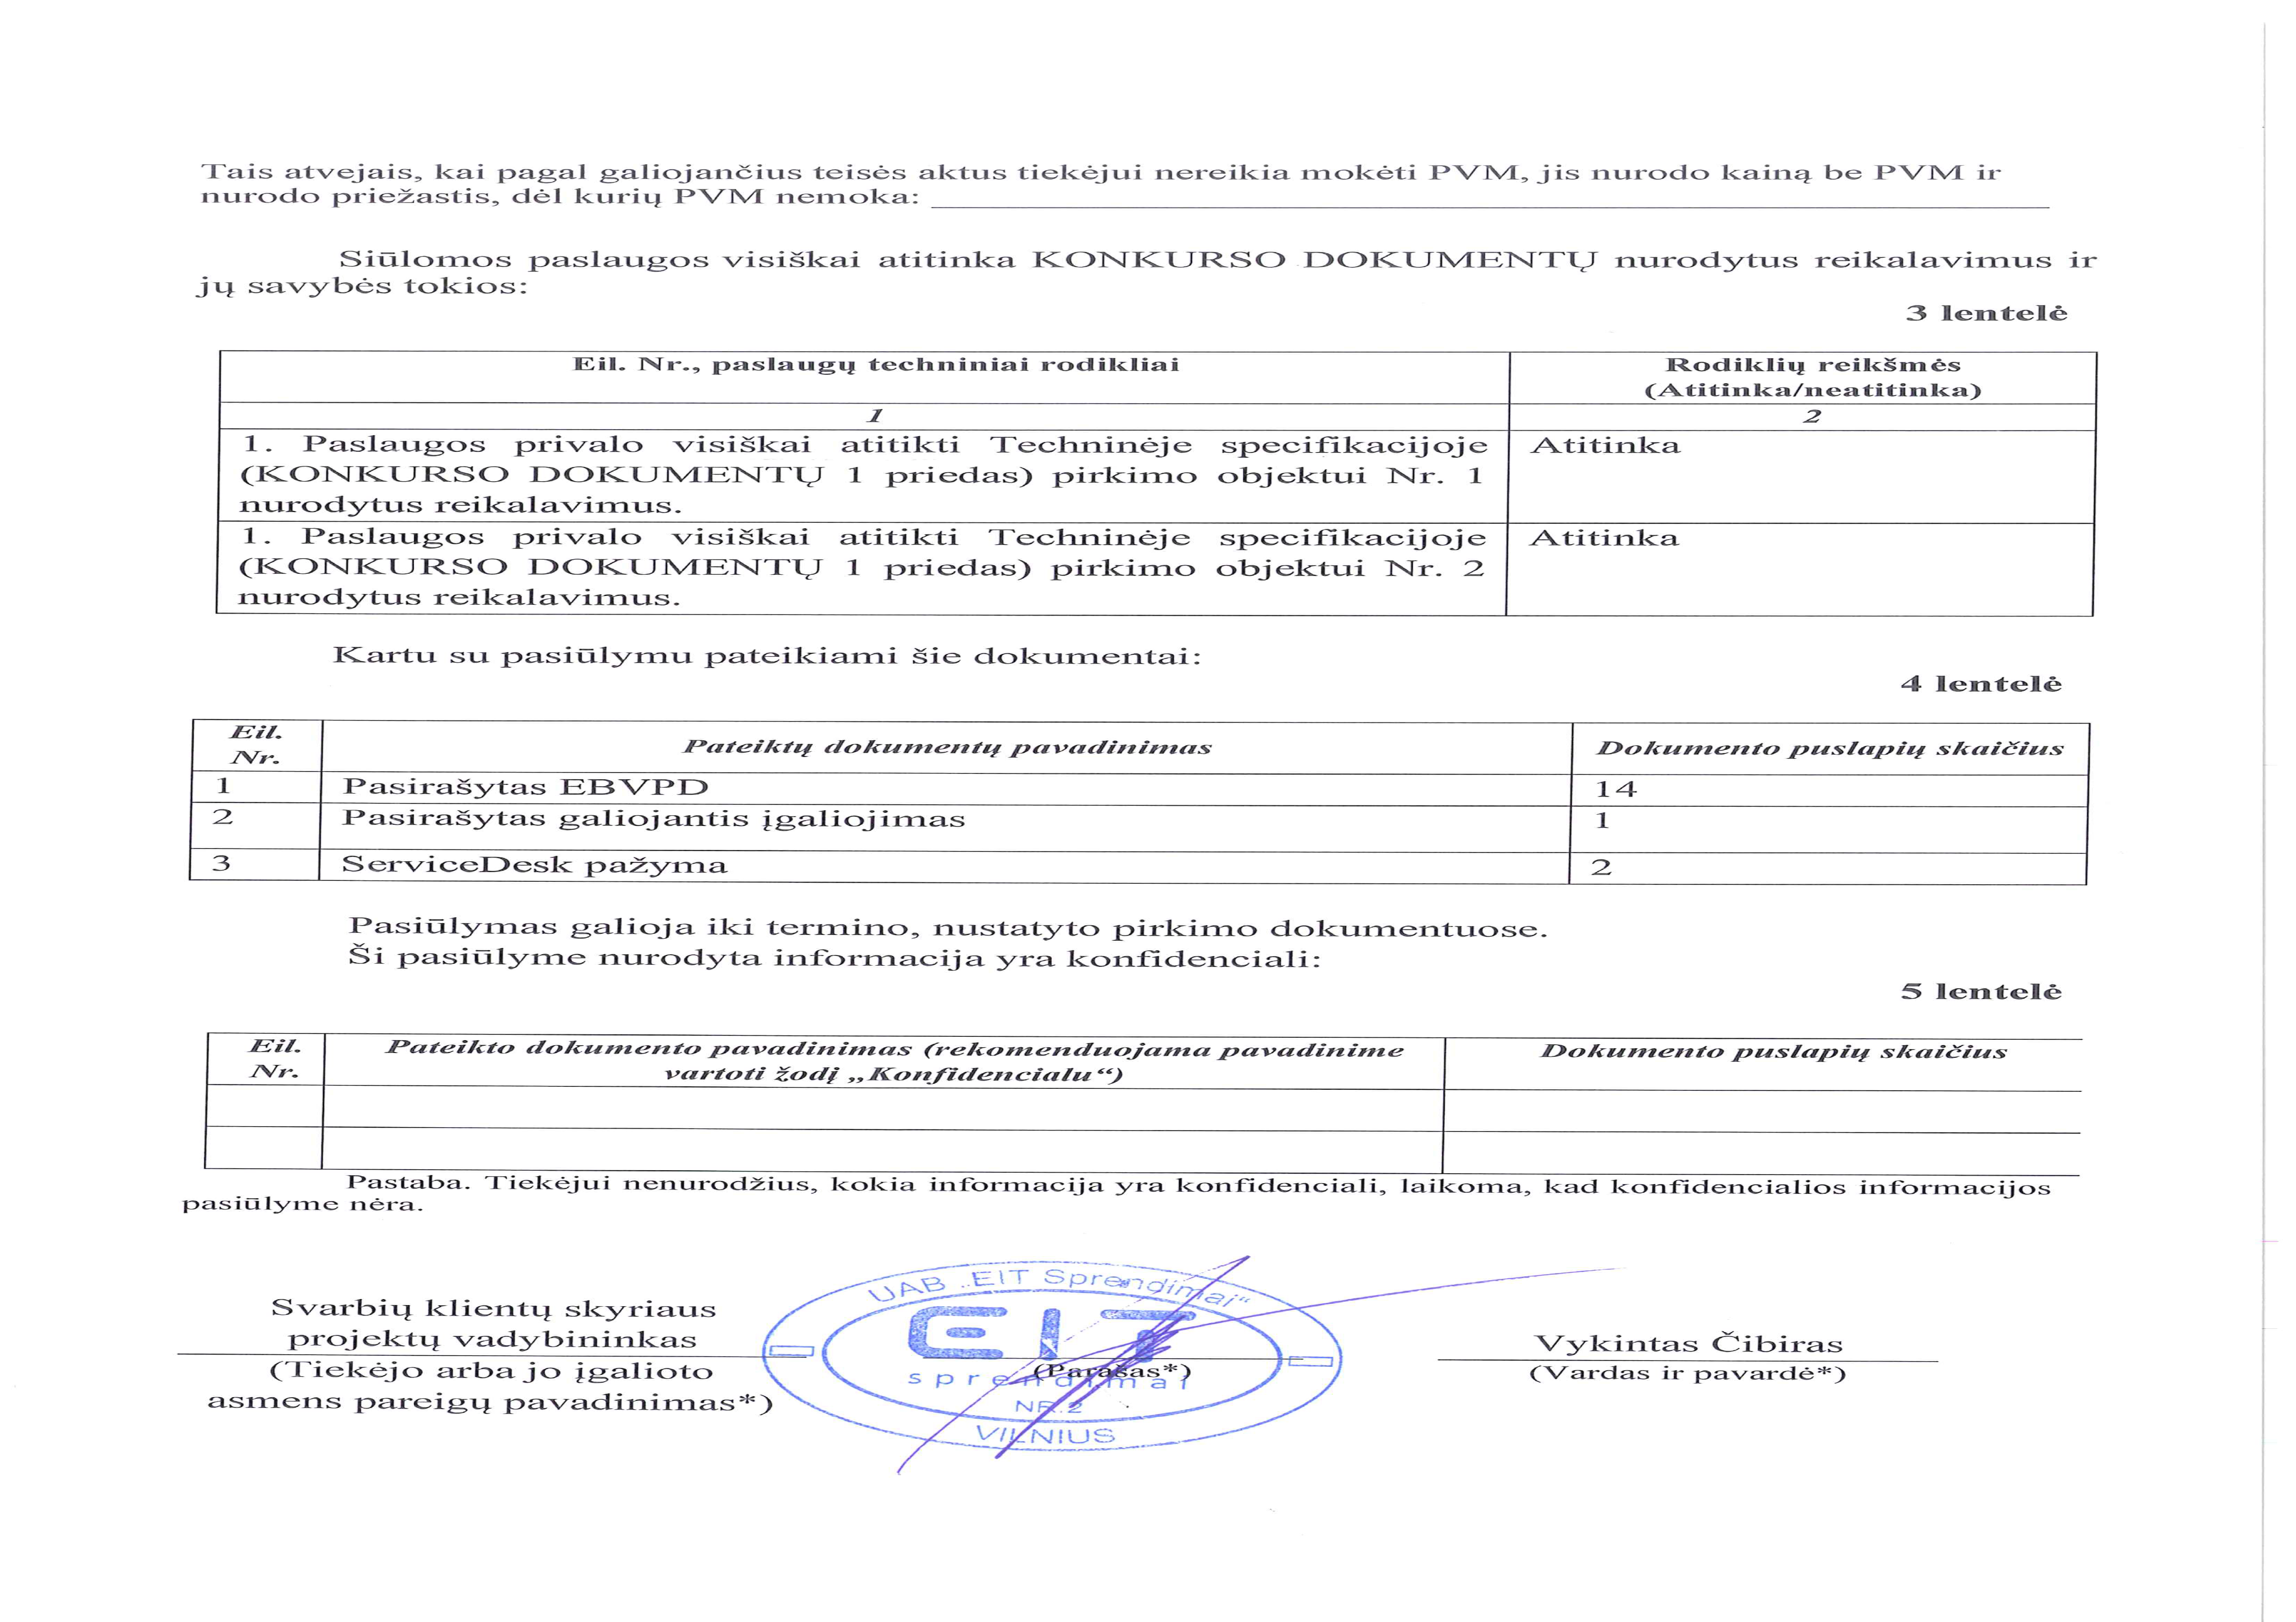 Tais atvejais, kai pagal galiojančius teisės aktus tiekėjui nereikia mokėti PVM, jis nurodo kainą be PVM ir
nurodo priežastis, dėl kurių PVM nemoka:
Siūlomos paslaugos visiškai atitinka KONKURSO DOKUMENTŲ nurodytus reikalavimus ir
jų savybės tokios:
3 lentelė
Eil. Nr., paslaugų techniniai rodikliai
Rodiklių reikšmės
(Atitinka/neatitinka)
1
2
1. Paslaugos privalo visiškai atitikti Techninėje specifikacijoje
(KONKURSO DOKUMENTŲ 1 priedas) pirkimo objektui Nr. 1
nurodytus reikalavimus.
Atitinka
1. Paslaugos privalo visiškai atitikti Techninėje specifikacijoje
(KONKURSO DOKUMENTŲ 1 priedas) pirkimo objektui Nr. 2
nurodytus reikalavimus.
Atitinka
Kartu su pasiūlymu pateikiami šie dokumentai:
4 lentelė
Eil.
Nr.
Pateiktų dokumentų pavadinimas
Dokumento puslapių skaičius
1
Pasirašytas EBVPD
14
2
Pasirašytas galiojantis įgaliojimas
1
3
ServiceDesk pažyma
2
Pasiūlymas galioja iki termino, nustatyto pirkimo dokumentuose.
Ši pasiūlyme nurodyta informacija yra konfidenciali:
5 lentelė
Eil.
Nr.
Pateikto dokumento pavadinimas (rekomenduojama pavadinime
vartoti žodį „Konfidencialu“)
Dokumento puslapių skaičius
Pastaba. Tiekėjui nenurodžius, kokia informacija yra konfidenciali, laikoma, kad konfidencialios informacijos
pasiūlyme nėra.
Svarbių klientų skyriaus
projektų vadybininkas
(Tiekėjo arba jo įgalioto
asmens pareigų pavadinimas*)
UAB „EIT Sprendimai“
EIT
sprendimai
NR.2
VILNIUS
(Parašas*)
Vykintas Čibiras
(Vardas ir pavardė*)